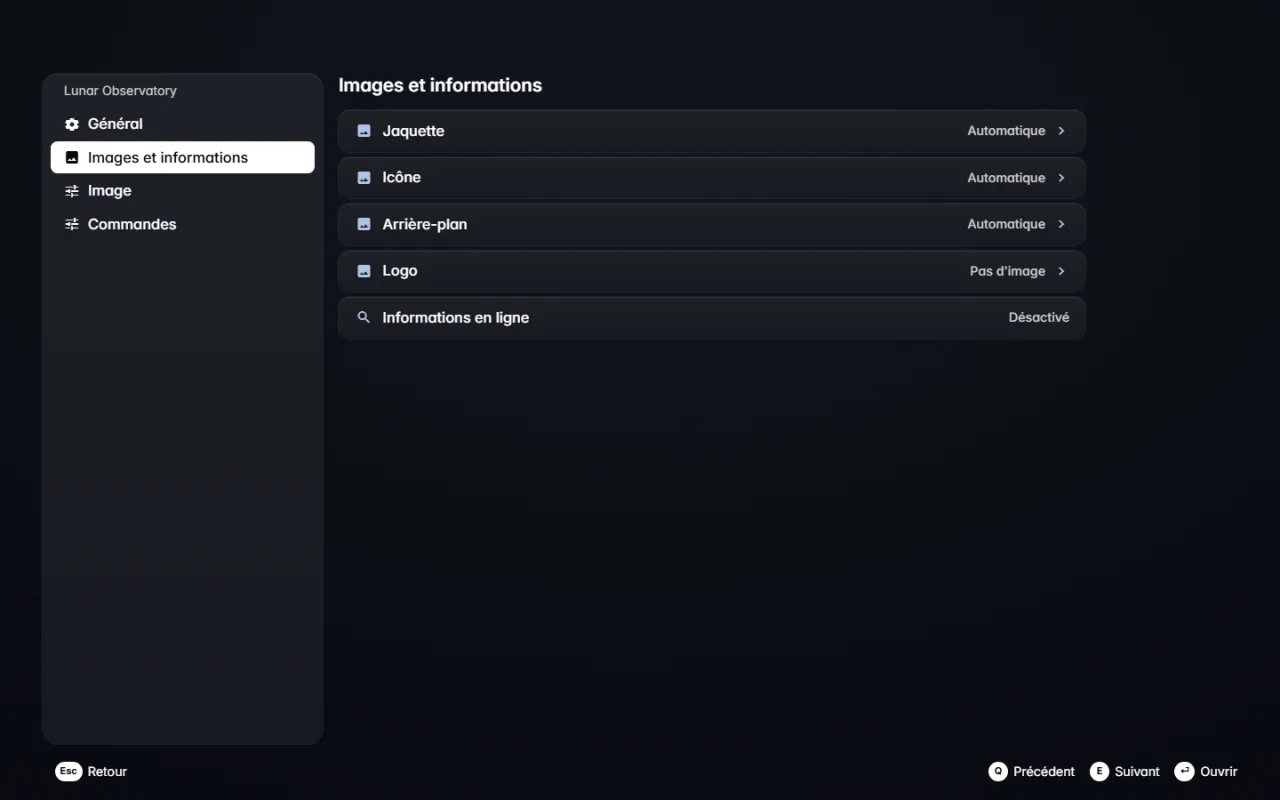 Lunar Observatory
Général
Images et informations
Image
Commandes
Images et informations
Jaquette Automatique
Icône Automatique
Arrière-plan Automatique
Logo Pas d'image
Informations en ligne Désactivé
Esc Retour
Q Précédent E Suivant ↵ Ouvrir